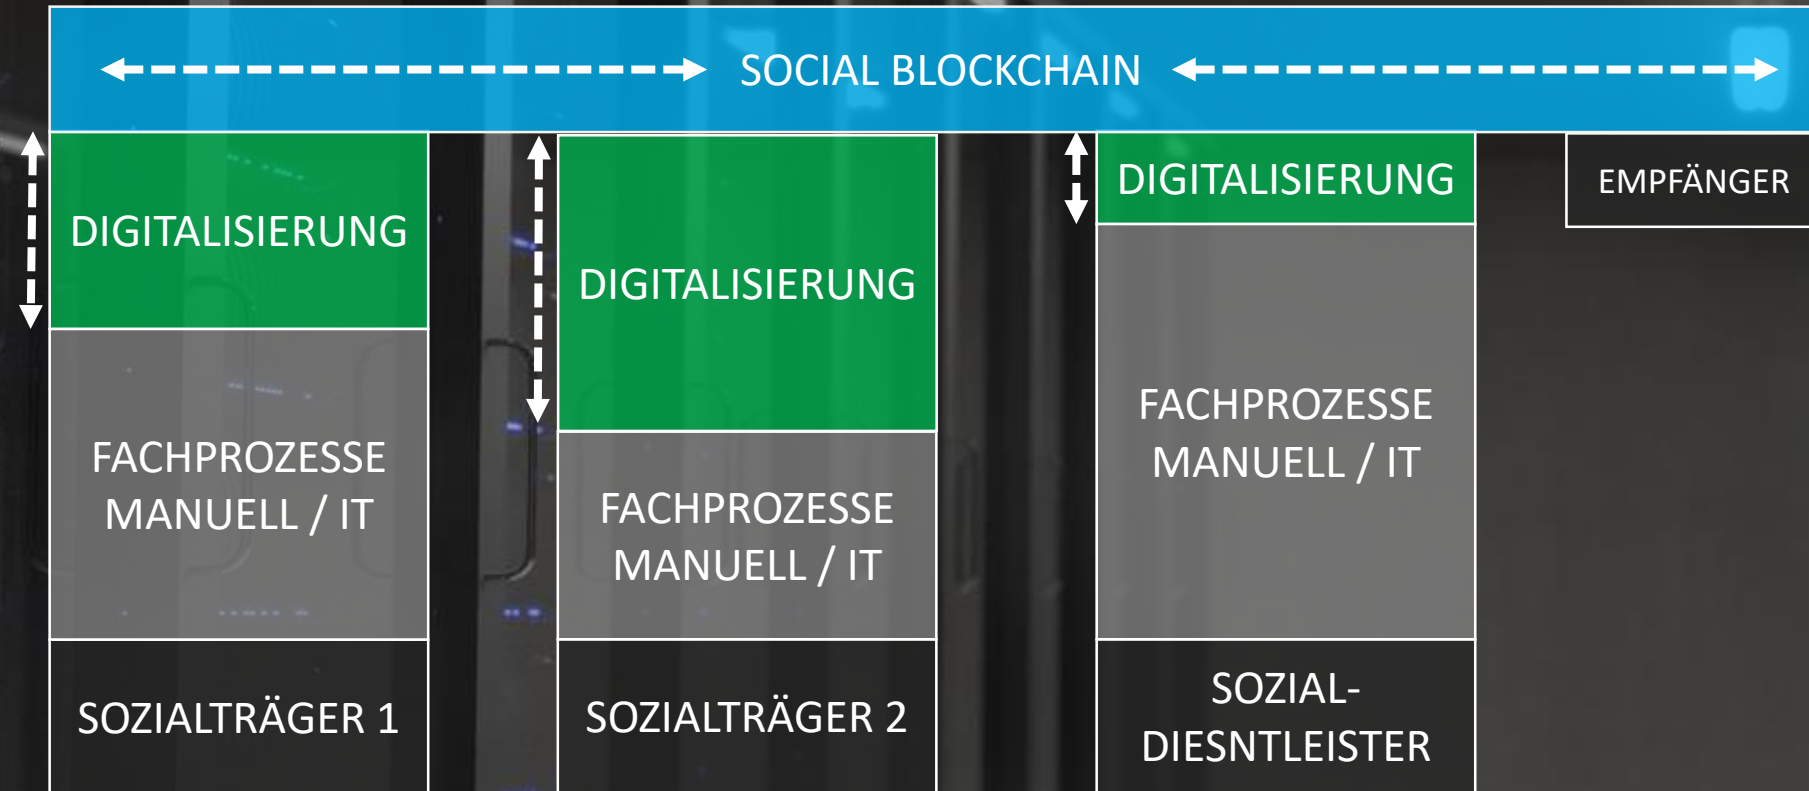 SOCIAL BLOCKCHAIN
DIGITALISIERUNG
FACHPROZESSE
MANUELL / IT
SOZIALTRÄGER 1
DIGITALISIERUNG
FACHPROZESSE
MANUELL / IT
SOZIALTRÄGER 2
DIGITALISIERUNG
FACHPROZESSE
MANUELL / IT
SOZIAL-
DIESNTLEISTER
EMPFÄNGER